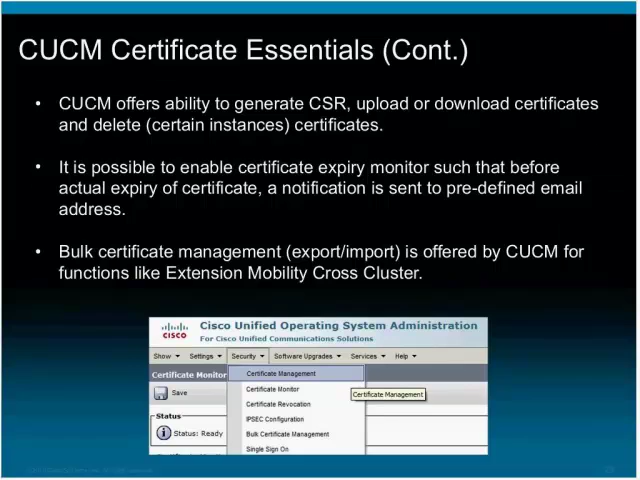 CUCM Certificate Essentials (Cont.)
• CUCM offers ability to generate CSR, upload or download certificates
and delete (certain instances) certificates.
• It is possible to enable certificate expiry monitor such that before
actual expiry of certificate, a notification is sent to pre-defined email
address.
• Bulk certificate management (export/import) is offered by CUCM for
functions like Extension Mobility Cross Cluster.
CISCO
Cisco Unified Operating System Administration
For Cisco Unified Communications Solutions
Show Settings Security Software Upgrades Services Help
Certificate Monitor
Certificate Management
Save
Certificate Monitor
Certificate Management
Certificate Revocation
Status
IPSEC Configuration
Status: Ready
Bulk Certificate Management
Single Sign On